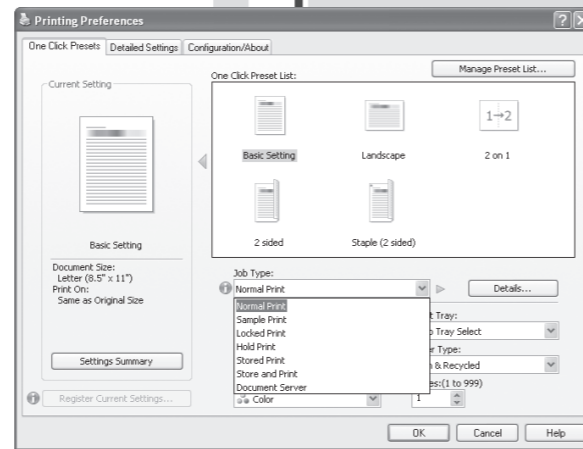 Printing Preferences
One Click Presets Detailed Settings Configuration/About
Current Setting
Basic Setting
Document Size:
Letter (8.5" x 11")
Print On:
Same as Original Size
Settings Summary
Register Current Settings...
One Click Preset List:
Manage Preset List...
1→2
Basic Setting Landscape 2 on 1
2 sided Staple (2 sided)
Job Type:
Normal Print
Details...
Normal Print
Sample Print
Locked Print
Hold Print
Stored Print
Store and Print
Document Server
Tray:
Tray Select
Type:
& Recycled
(1 to 999)
Color
1
OK Cancel Help